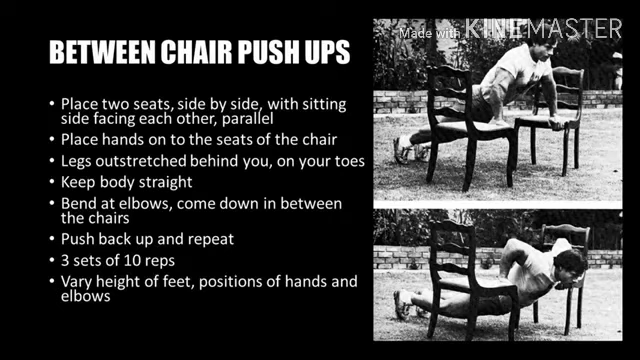 Made with KINEMASTER
BETWEEN CHAIR PUSH UPS
• Place two seats, side by side, with sitting
side facing each other, parallel
• Place hands on to the seats of the chair
• Legs outstretched behind you, on your toes
• Keep body straight
• Bend at elbows, come down in between
the chairs
• Push back up and repeat
• 3 sets of 10 reps
• Vary height of feet, positions of hands and
elbows